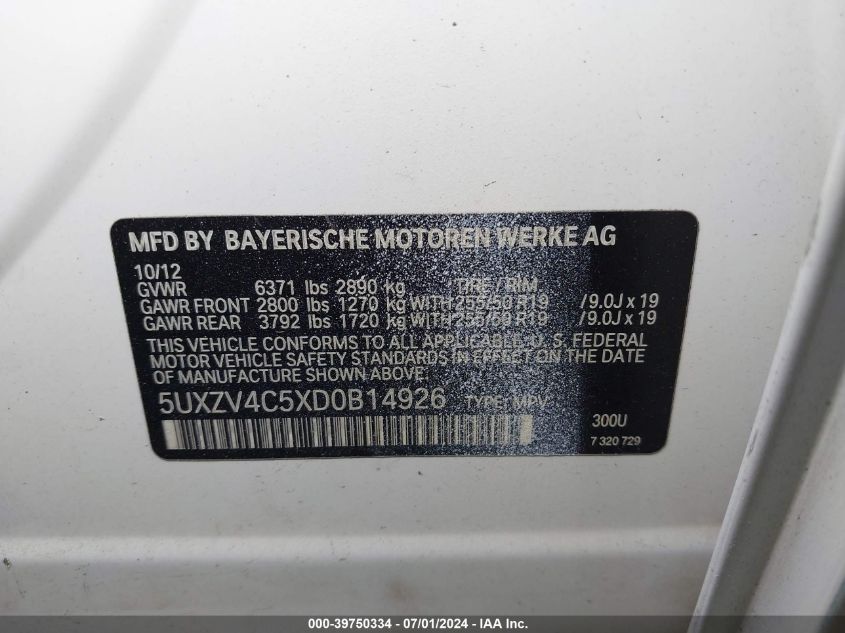 MFD BY BAYERISCHE MOTOREN WERKE AG
10/12
GVWR 6371 lbs 2890 kg TIRE / RIM
GAWR FRONT 2800 lbs 1270 kg WITH 255/50 R19 / 9.0J x 19
GAWR REAR 3792 lbs 1720 kg WITH 255/50 R19 / 9.0J x 19
THIS VEHICLE CONFORMS TO ALL APPLICABLE U. S. FEDERAL
MOTOR VEHICLE SAFETY STANDARDS IN EFFECT ON THE DATE
OF MANUFACTURE SHOWN ABOVE.
5UXZV4C5XD0B14926 TYPE: MPV
300U
7 320 729
000-39750334 - 07/01/2024 - IAA Inc.